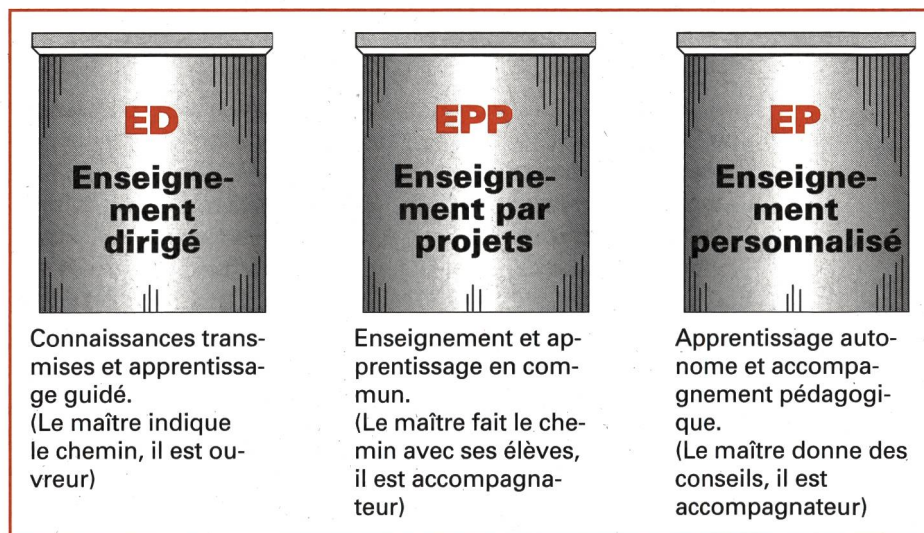 ED
Enseigne-
ment
dirigé
Connaissances trans-
mises et apprentissa-
ge guidé.
(Le maître indique
le chemin, il est ou-
vreur)
EPP
Enseigne-
ment par
projets
Enseignement et ap-
prentissage en com-
mun.
(Le maître fait le che-
min avec ses élèves,
il est accompagna-
teur)
EP
Enseigne-
ment
personnalisé
Apprentissage auto-
nome et accompa-
gnement pédagogi-
que.
(Le maître donne des
conseils, il est
accompagnateur)